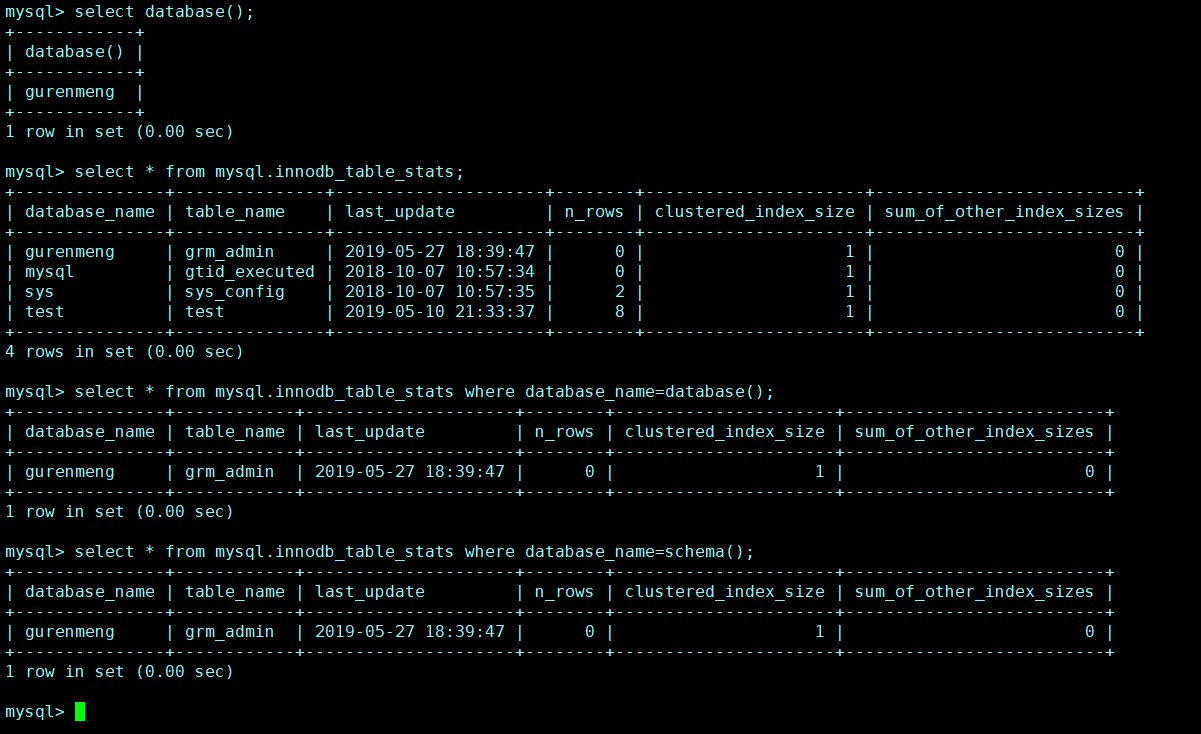 mysql> select database();
+------------+
| database() |
+------------+
| gurenmeng  |
+------------+
1 row in set (0.00 sec)

mysql> select * from mysql.innodb_table_stats;
+---------------+---------------+---------------------+--------+----------------------+--------------------------+
| database_name | table_name    | last_update         | n_rows | clustered_index_size | sum_of_other_index_sizes |
+---------------+---------------+---------------------+--------+----------------------+--------------------------+
| gurenmeng     | grm_admin     | 2019-05-27 18:39:47 |      0 |                    1 |                        0 |
| mysql         | gtid_executed | 2018-10-07 10:57:34 |      0 |                    1 |                        0 |
| sys           | sys_config    | 2018-10-07 10:57:35 |      2 |                    1 |                        0 |
| test          | test          | 2019-05-10 21:33:37 |      8 |                    1 |                        0 |
+---------------+---------------+---------------------+--------+----------------------+--------------------------+
4 rows in set (0.00 sec)

mysql> select * from mysql.innodb_table_stats where database_name=database();
+---------------+------------+---------------------+--------+----------------------+--------------------------+
| database_name | table_name | last_update         | n_rows | clustered_index_size | sum_of_other_index_sizes |
+---------------+------------+---------------------+--------+----------------------+--------------------------+
| gurenmeng     | grm_admin  | 2019-05-27 18:39:47 |      0 |                    1 |                        0 |
+---------------+------------+---------------------+--------+----------------------+--------------------------+
1 row in set (0.00 sec)

mysql> select * from mysql.innodb_table_stats where database_name=schema();
+---------------+------------+---------------------+--------+----------------------+--------------------------+
| database_name | table_name | last_update         | n_rows | clustered_index_size | sum_of_other_index_sizes |
+---------------+------------+---------------------+--------+----------------------+--------------------------+
| gurenmeng     | grm_admin  | 2019-05-27 18:39:47 |      0 |                    1 |                        0 |
+---------------+------------+---------------------+--------+----------------------+--------------------------+
1 row in set (0.00 sec)

mysql>